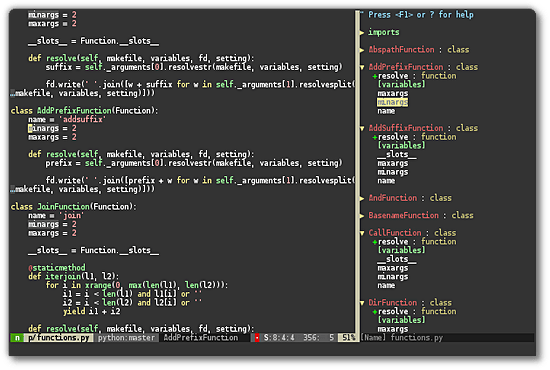 minargs = 2
maxargs = 2
__slots__ = Function.__slots__
def resolve(self, makefile, variables, fd, setting):
suffix = self._arguments[0].resolvestr(makefile, variables, setting)
fd.write(' '.join([w + suffix for w in self._arguments[1].resolvesplit(
…makefile, variables, setting)]))
class AddPrefixFunction(Function):
name = 'addsuffix'
minargs = 2
maxargs = 2
def resolve(self, makefile, variables, fd, setting):
prefix = self._arguments[0].resolvestr(makefile, variables, setting)
fd.write(' '.join([prefix + w for w in self._arguments[1].resolvesplit(
…makefile, variables, setting)]))
class JoinFunction(Function):
name = 'join'
minargs = 2
maxargs = 2
__slots__ = Function.__slots__
@staticmethod
def iterjoin(l1, l2):
for i in xrange(0, max(len(l1), len(l2))):
i1 = i < len(l1) and l1[i] or ''
i2 = i < len(l2) and l2[i] or ''
yield i1 + i2
def resolve(self, makefile, variables, fd, setting):
n p/functions.py python:master AddPrefixFunction S:8:4:4 356: 5 51%
" Press <F1> or ? for help
▶ imports
▶ AbspathFunction : class
▼ AddPrefixFunction : class
+resolve : function
[variables]
maxargs
minargs
name
▼ AddSuffixFunction : class
+resolve : function
[variables]
__slots__
maxargs
minargs
name
▶ AndFunction : class
▶ BasenameFunction : class
▼ CallFunction : class
+resolve : function
[variables]
__slots__
maxargs
minargs
name
▼ DirFunction : class
+resolve : function
[variables]
maxargs
[Name] functions.py